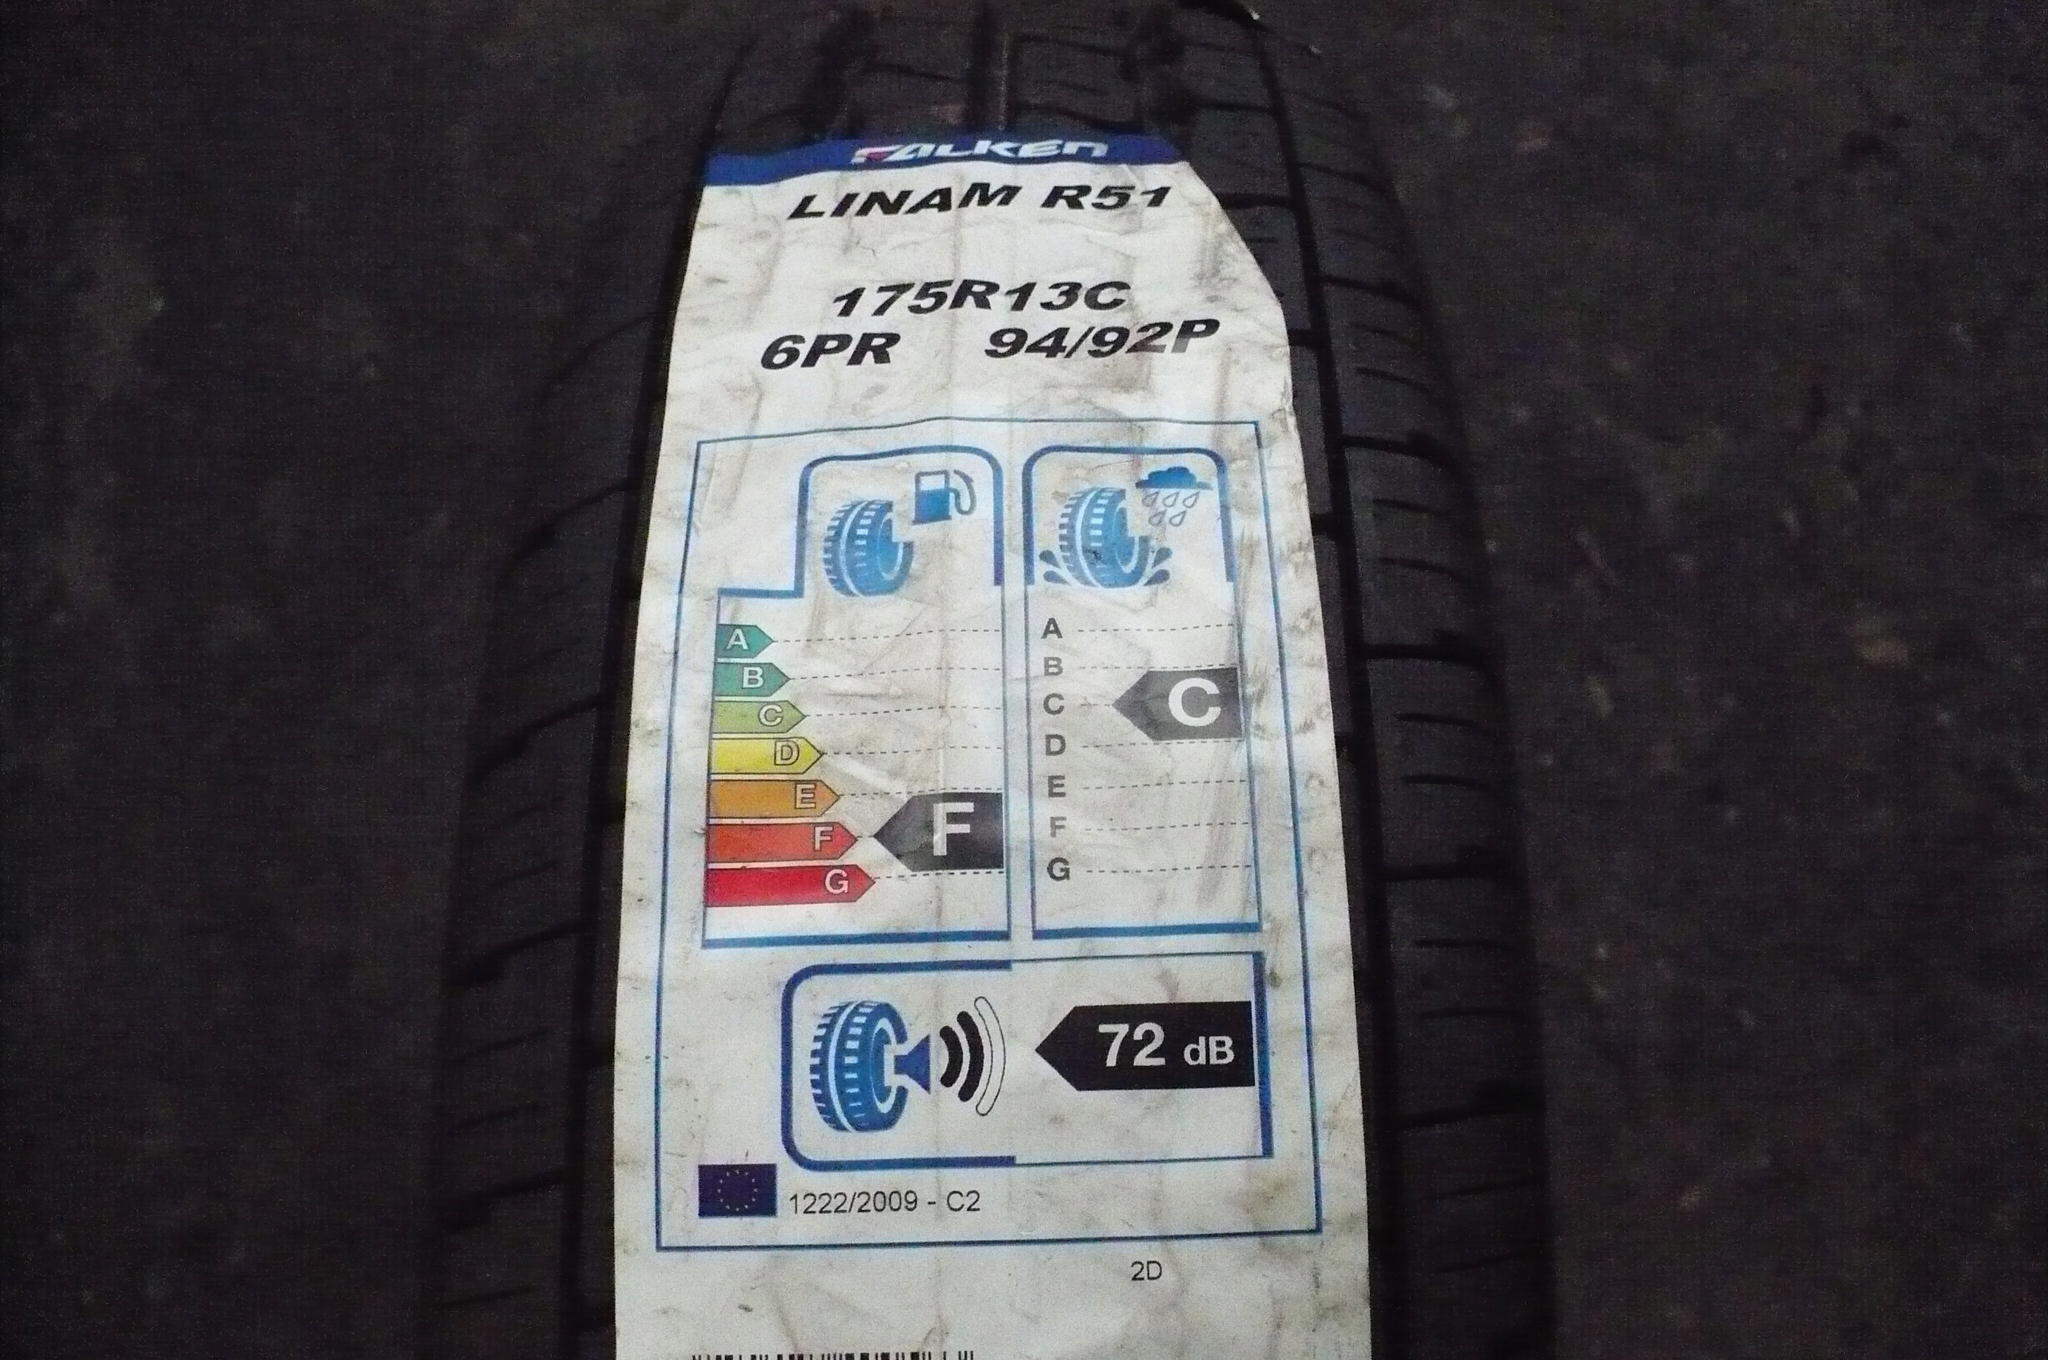 FALKEN
LINAM R51
175R13C
6PR 94/92P
A
B
C
D
E
F
G
F
A
B
C
D
E
F
G
C
72 dB
1222/2009 - C2
2D